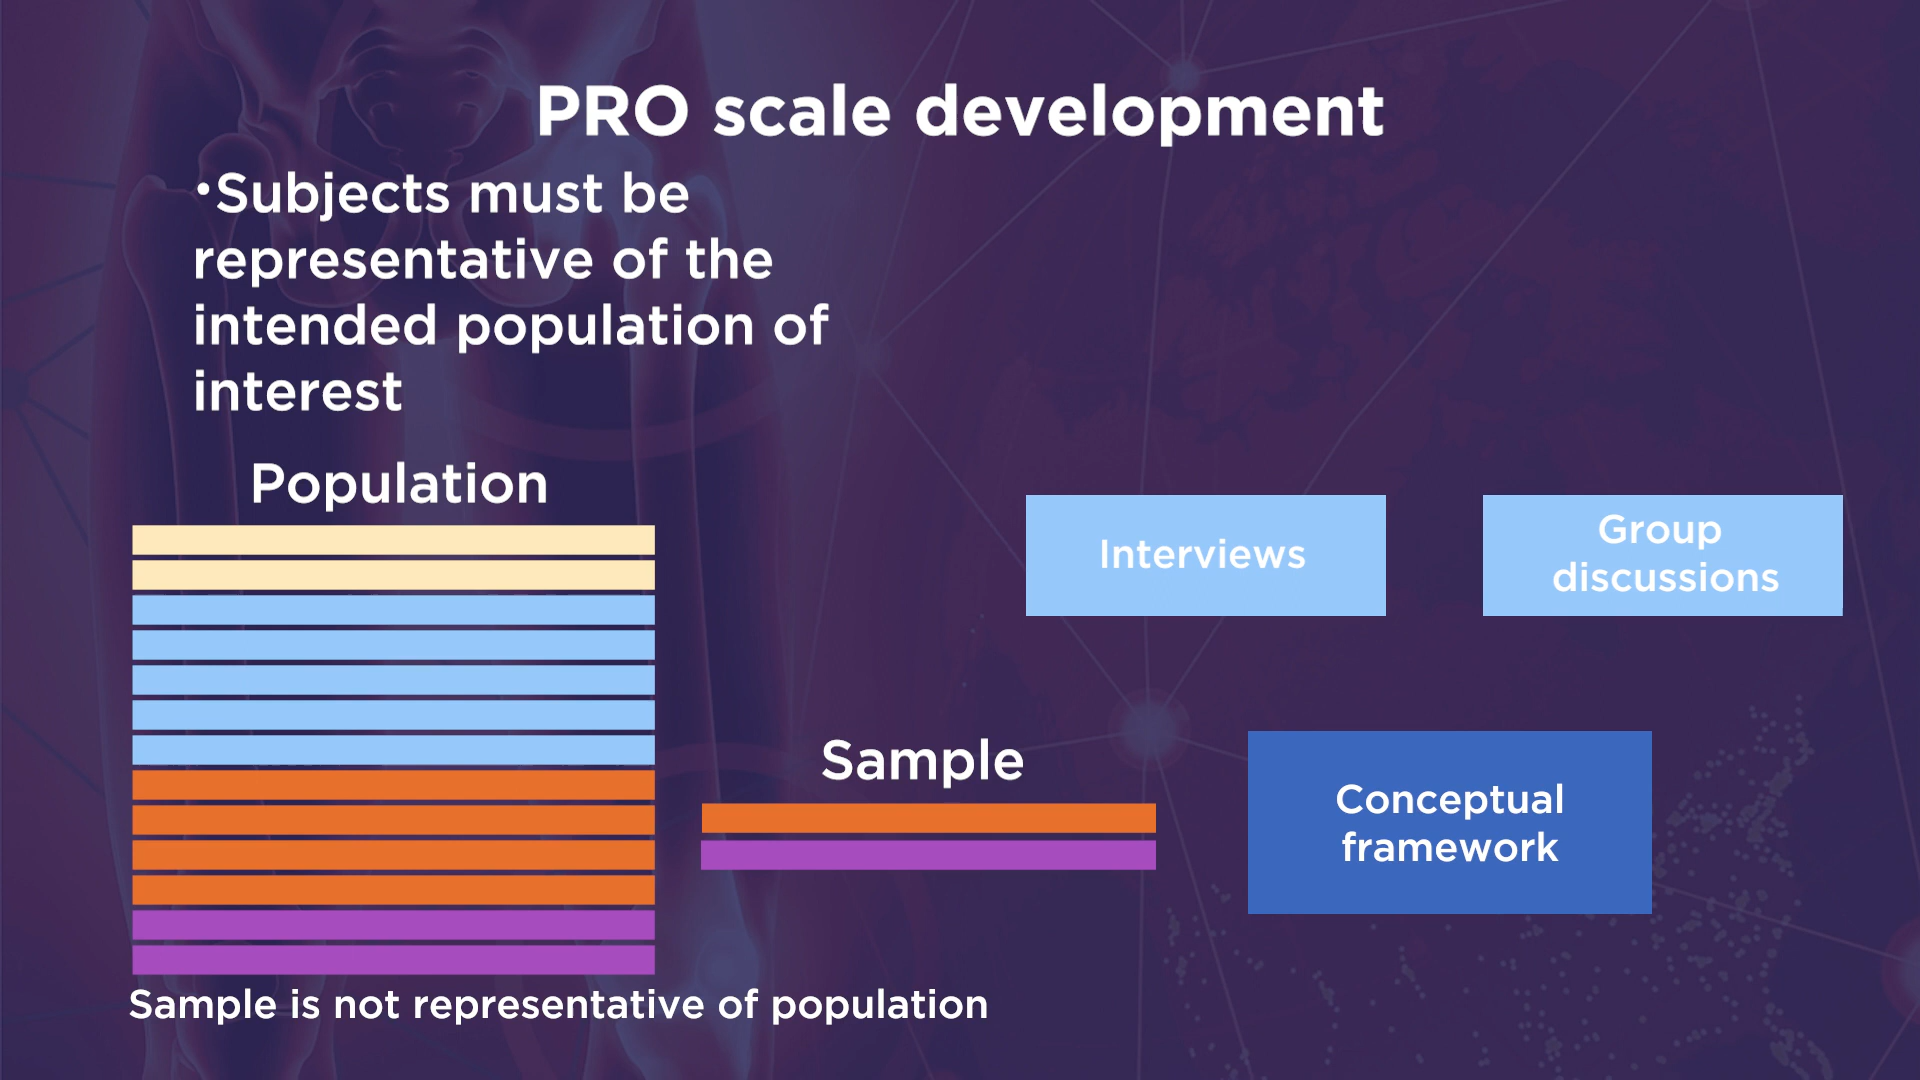 PRO scale development
•Subjects must be
representative of the
intended population of
interest
Population
Interviews
Group
discussions
Sample
Conceptual
framework
Sample is not representative of population